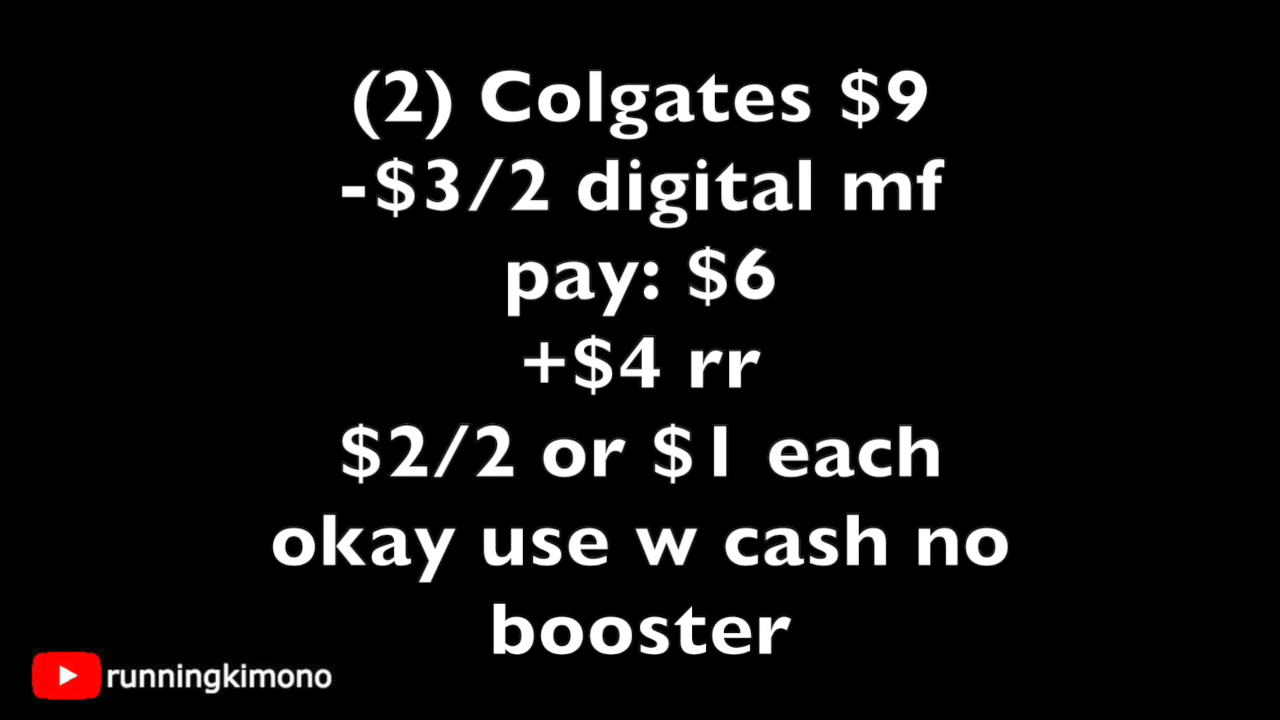 (2) Colgates $9
-$3/2 digital mf
pay: $6
+$4 rr
$2/2 or $1 each
okay use w cash no
booster
runningkimono